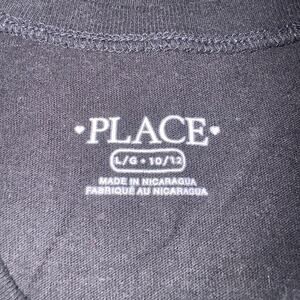 ♥PLACE♥
L/G • 10/12
MADE IN NICARAGUA
FABRIQUÉ AU NICARAGUA